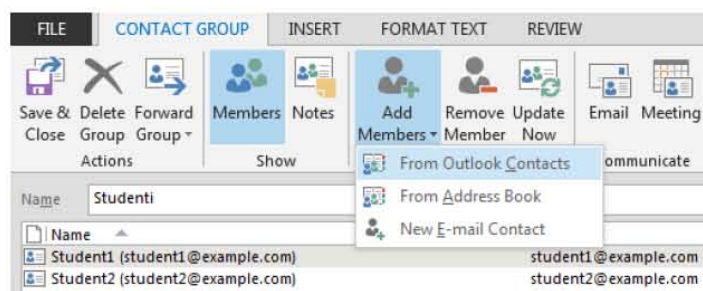 FILE CONTACT GROUP INSERT FORMAT TEXT REVIEW
Save & Delete Forward Members Notes Add Remove Update Email Meeting
Close Group Group Members Member Now
Actions Show ommunicate
From Outlook Contacts
From Address Book
New E-mail Contact
Name Studenti
Name
Student1 (student1@example.com) student1@example.com
Student2 (student2@example.com) student2@example.com